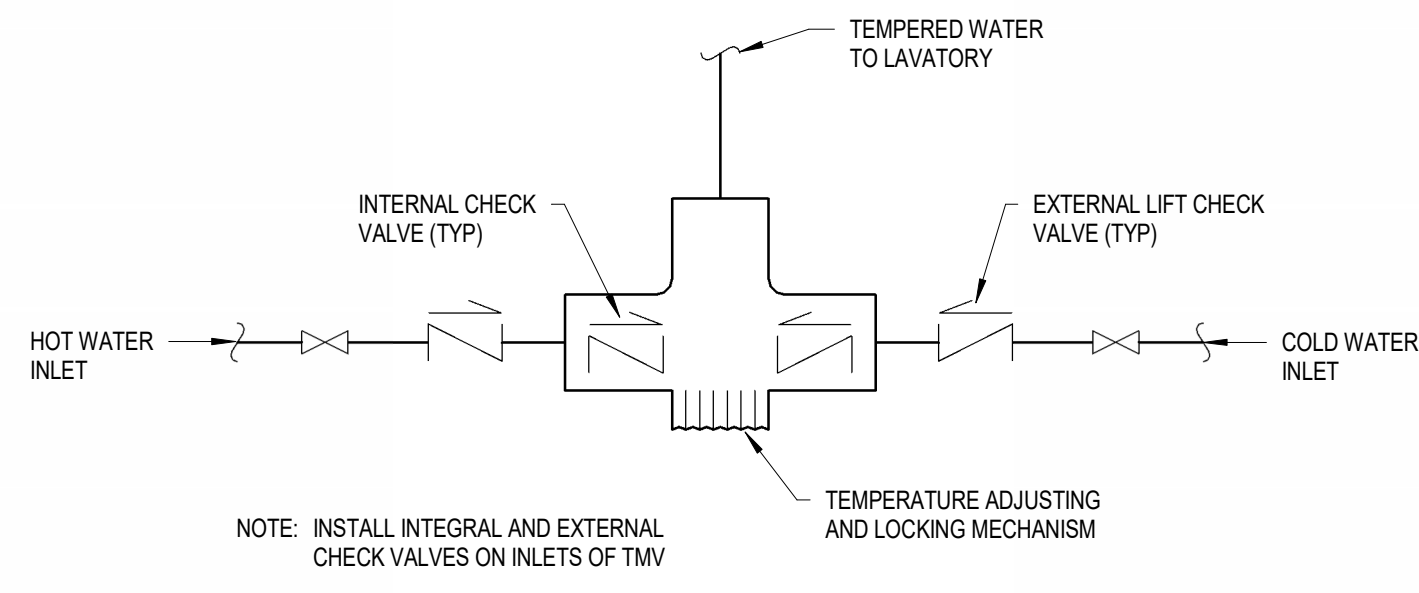 TEMPERED WATER
TO LAVATORY
INTERNAL CHECK
VALVE (TYP)
EXTERNAL LIFT CHECK
VALVE (TYP)
HOT WATER
INLET
COLD WATER
INLET
TEMPERATURE ADJUSTING
AND LOCKING MECHANISM
NOTE: INSTALL INTEGRAL AND EXTERNAL
CHECK VALVES ON INLETS OF TMV